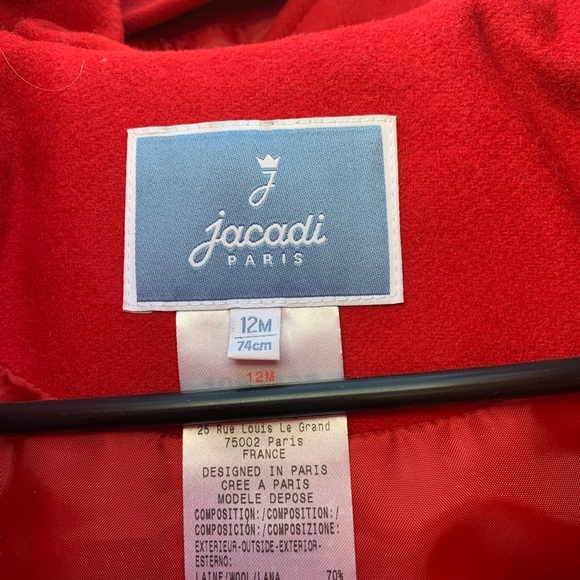 J
jacadi
PARIS
12M
74cm
12M
25 Rue Louis Le Grand
75002 Paris
FRANCE
DESIGNED IN PARIS
CREE A PARIS
MODELE DEPOSE
COMPOSITION:/COMPOSITION:/
COMPOSICIÓN:/COMPOSIZIONE:
EXTERIEUR-OUTSIDE-EXTERIOR-
ESTERNO:
LAINE/WOOL/LANA 70%